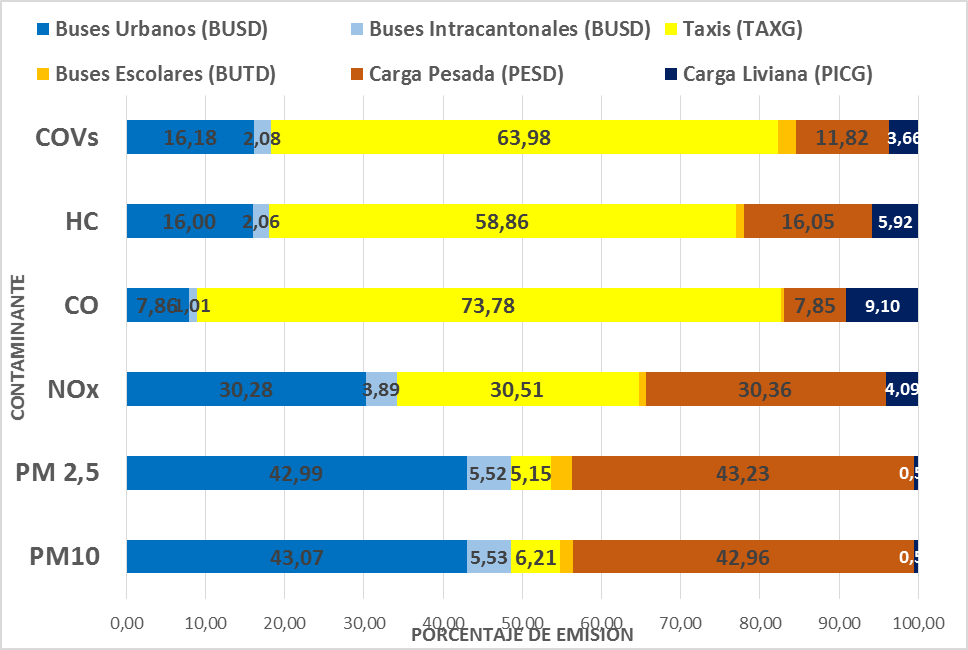 Buses Urbanos (BUSD) Buses Intracantonales (BUSD) Taxis (TAXG)
Buses Escolares (BUTD) Carga Pesada (PESD) Carga Liviana (PICG)
COVs 16,18 2,08 63,98 11,82 3,66
HC 16,00 2,06 58,86 16,05 5,92
CO 7,86 1,01 73,78 7,85 9,10
NOx 30,28 3,89 30,51 30,36 4,09
PM 2,5 42,99 5,52 5,15 43,23
PM10 43,07 5,53 6,21 42,96
CONTAMINANTE
0,00 10,00 20,00 30,00 40,00 50,00 60,00 70,00 80,00 90,00 100,00
PORCENTAJE DE EMISIÓN